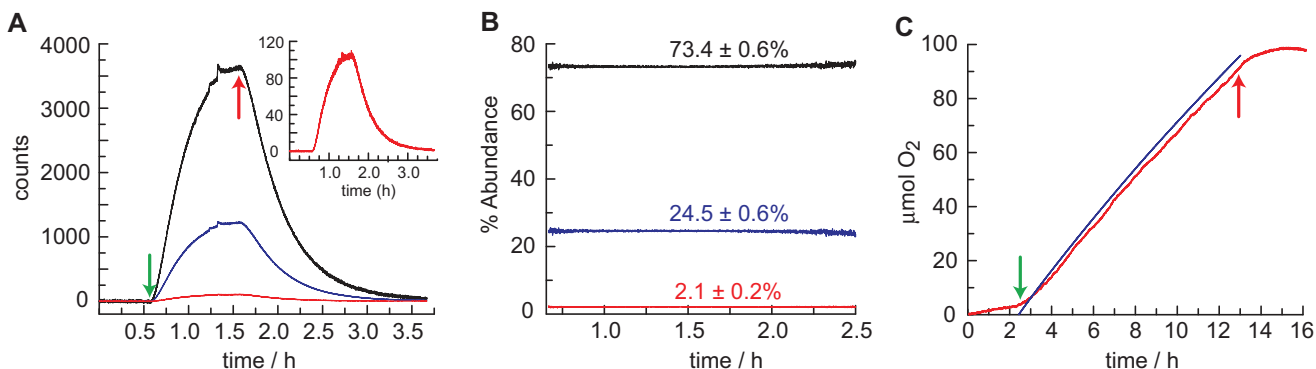 A
4000
3000
2000
1000
0
counts
0.5 1.0 1.5 2.0 2.5 3.0 3.5
time / h
120
80
40
0
1.0 2.0 3.0
time (h)
B
80
60
40
20
0
% Abundance
73.4 ± 0.6%
24.5 ± 0.6%
2.1 ± 0.2%
1.0 1.5 2.0 2.5
time / h
C
100
80
60
40
20
0
μmol O2
0 2 4 6 8 10 12 14 16
time / h